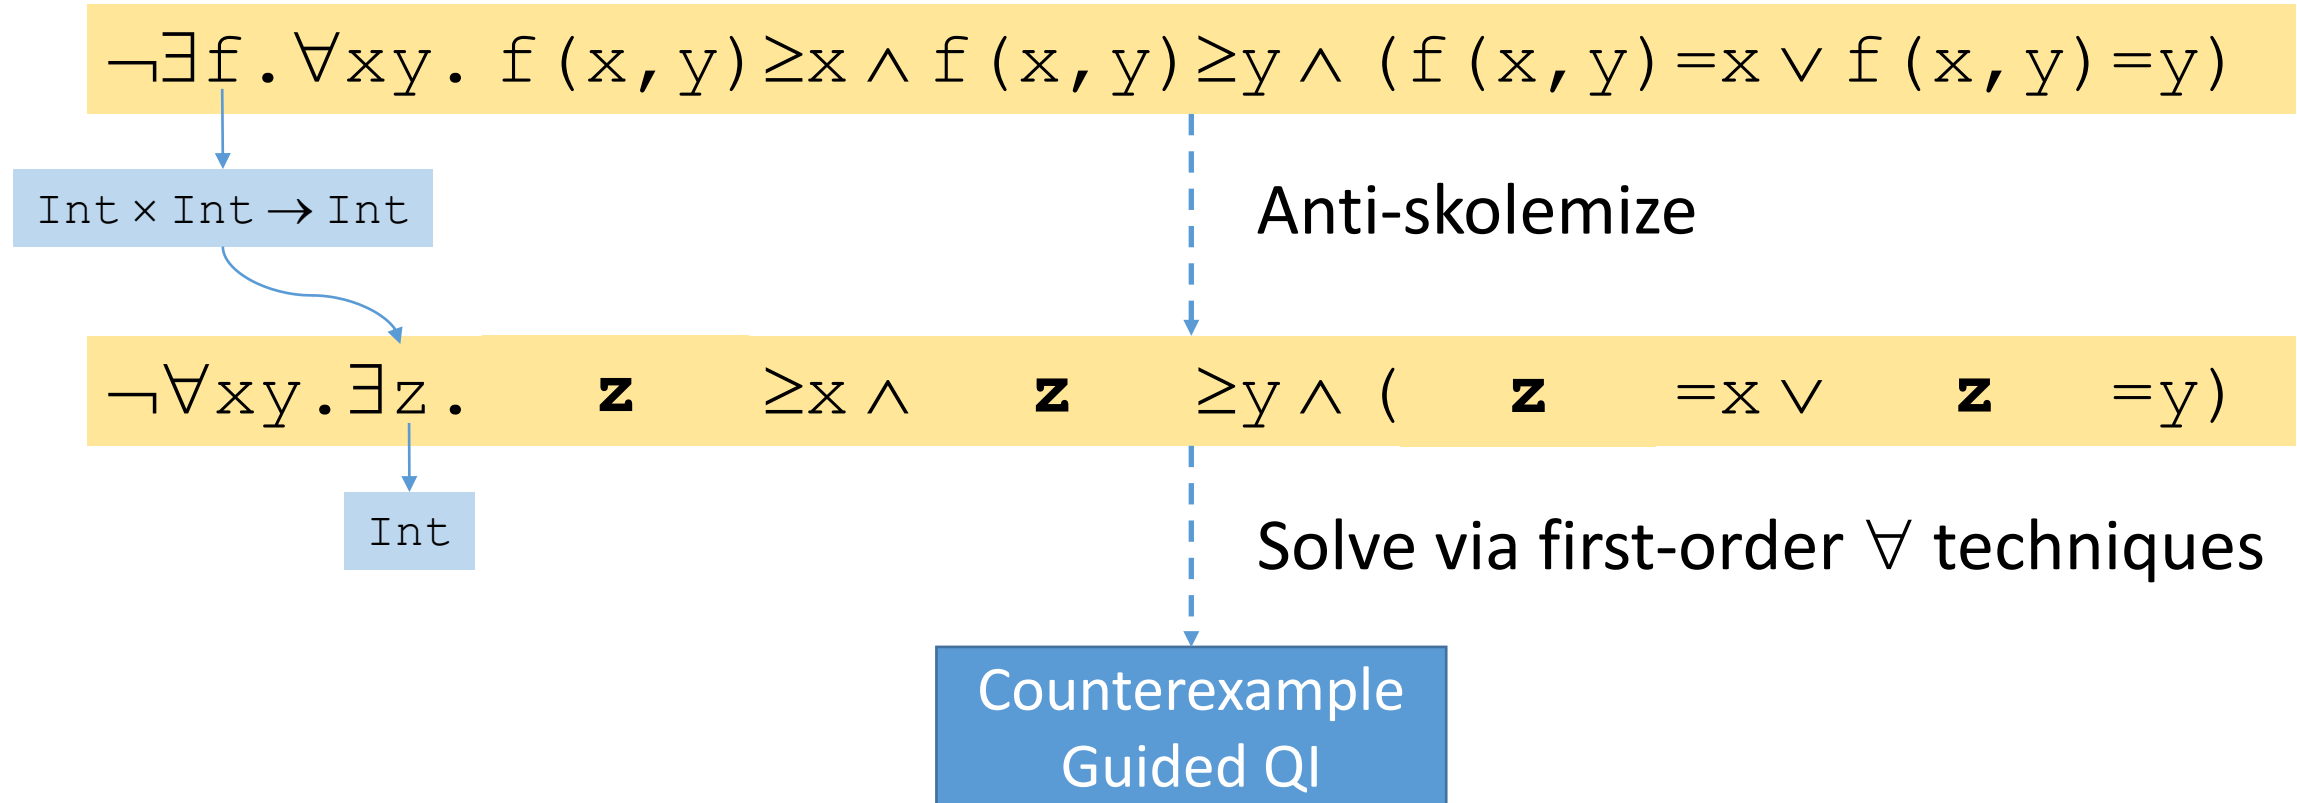 ¬∃f.∀xy. f(x,y)≥x ∧ f(x,y)≥y ∧ (f(x,y)=x ∨ f(x,y)=y)
Int × Int → Int
Anti-skolemize
¬∀xy.∃z. z ≥x ∧ z ≥y ∧ ( z =x ∨ z =y)
Int
Solve via first-order ∀ techniques
Counterexample
Guided QI